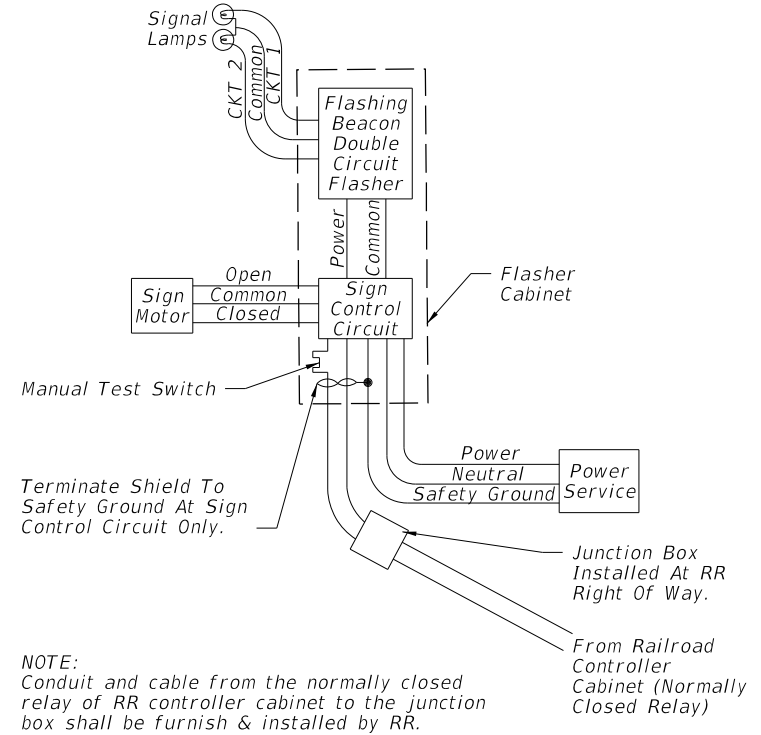 Signal
Lamps
CKT 2
Common
CKT 1
Flashing
Beacon
Double
Circuit
Flasher
Power
Common
Open
Common
Closed
Sign
Motor
Sign
Control
Circuit
Flasher
Cabinet
Manual Test Switch
Power
Neutral
Safety Ground
Power
Service
Terminate Shield To
Safety Ground At Sign
Control Circuit Only.
Junction Box
Installed At RR
Right Of Way.
From Railroad
Controller
Cabinet (Normally
Closed Relay)
NOTE:
Conduit and cable from the normally closed
relay of RR controller cabinet to the junction
box shall be furnish & installed by RR.